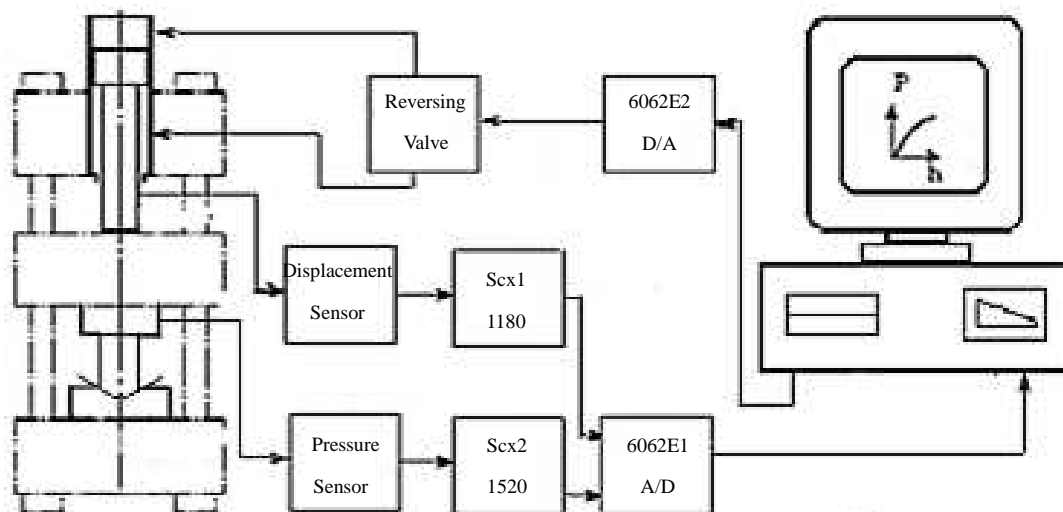 Reversing
Valve
6062E2
D/A
P
h
Displacement
Sensor
Scx1
1180
Pressure
Sensor
Scx2
1520
6062E1
A/D